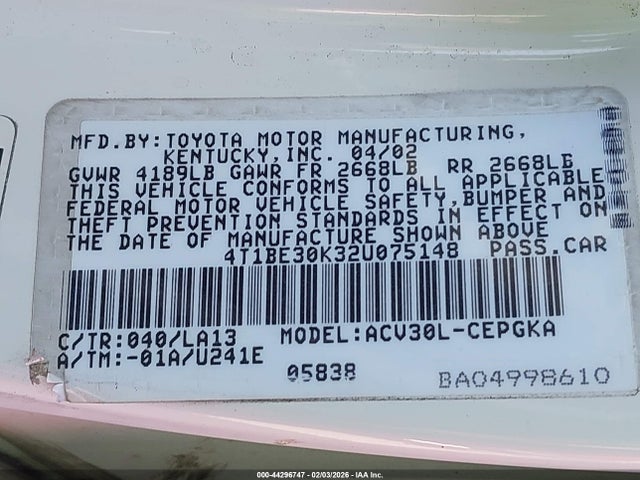 MFD.BY:TOYOTA MOTOR MANUFACTURING,
KENTUCKY,INC. 04/02
GVWR 4189LB GAWR FR 2668LB RR 2668LB
THIS VEHICLE CONFORMS TO ALL APPLICABLE
FEDERAL MOTOR VEHICLE SAFETY,BUMPER AND
THEFT PREVENTION STANDARDS IN EFFECT ON
THE DATE OF MANUFACTURE SHOWN ABOVE
4T1BE30K32U075148 PASS.CAR
C/TR:040/LA13 MODEL:ACV30L-CEPGKA
A/TM:-01A/U241E
05838 BA04998610
000-44296747 - 02/03/2026 - IAA Inc.